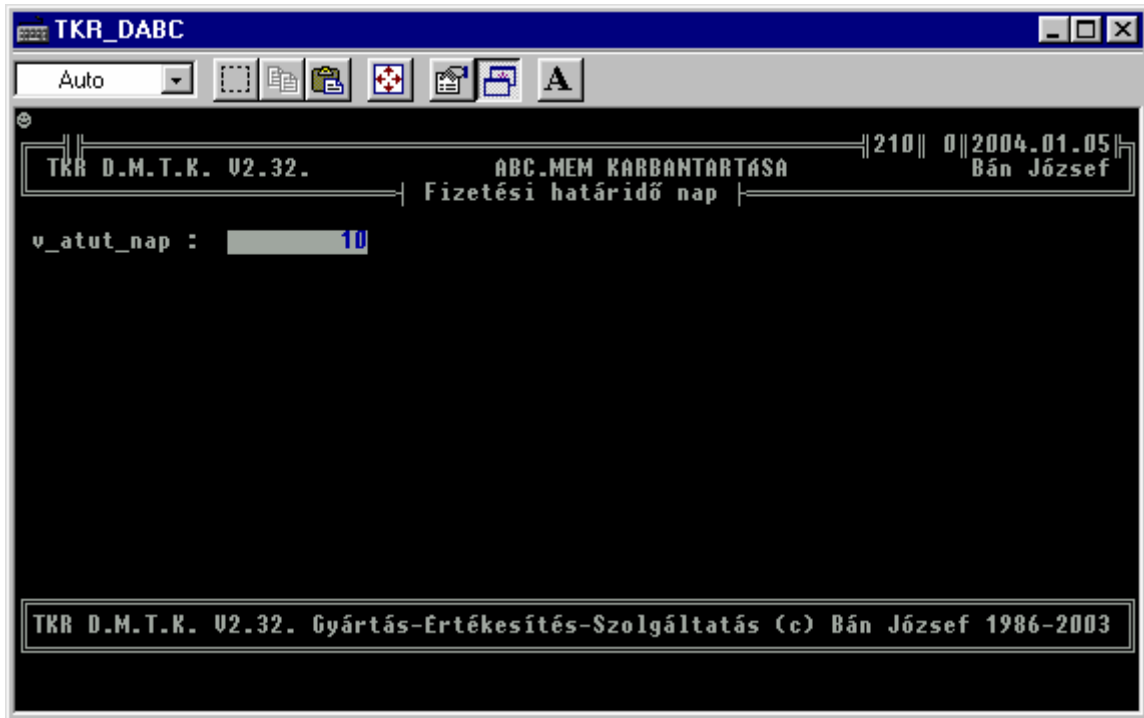 TKR_DABC
Auto
A
210 0 2004.01.05
TKR D.M.T.K. V2.32. ABC.MEM KARBANTARTáSA Bán József
Fizetési határidő nap
v_atut_nap : 10
TKR D.M.T.K. V2.32. Gyártás-Értékesítés-Szolgáltatás (c) Bán József 1986-2003